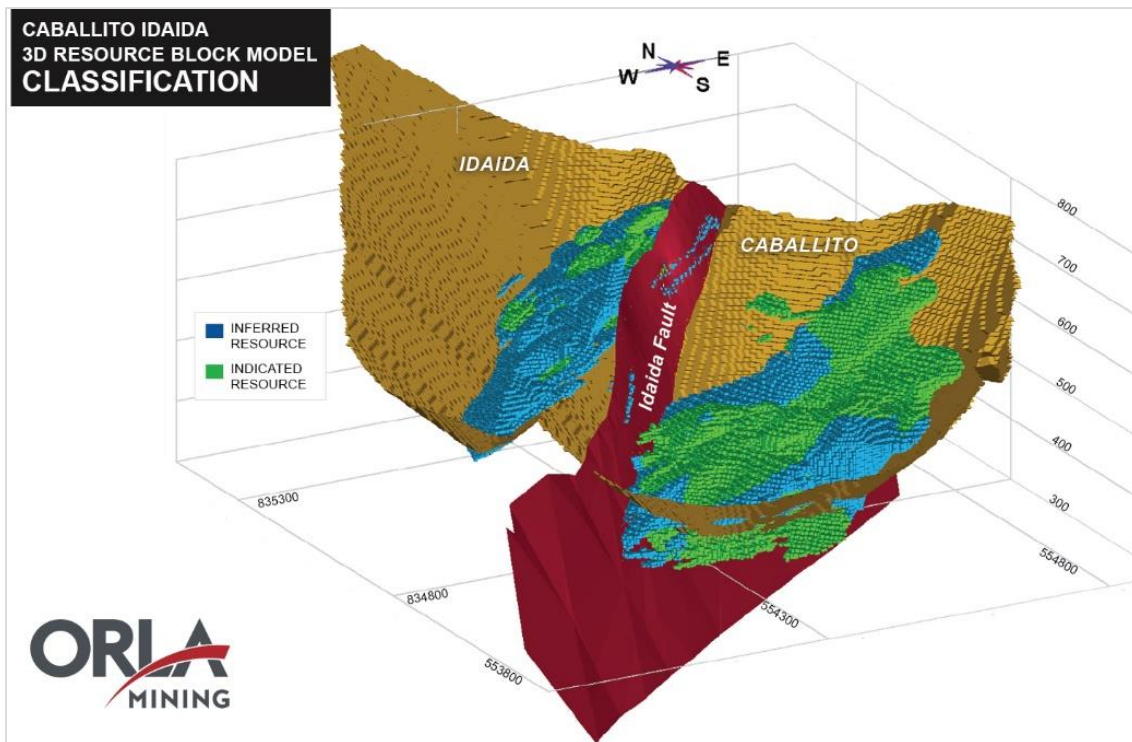 CABALLITO IDAIDA
3D RESOURCE BLOCK MODEL
CLASSIFICATION
N
E
W
S
IDAIDA
CABALLITO
Idaida Fault
INFERRED
RESOURCE
INDICATED
RESOURCE
800
700
600
500
400
300
835300
834800
553800
554300
554800
ORLA
MINING